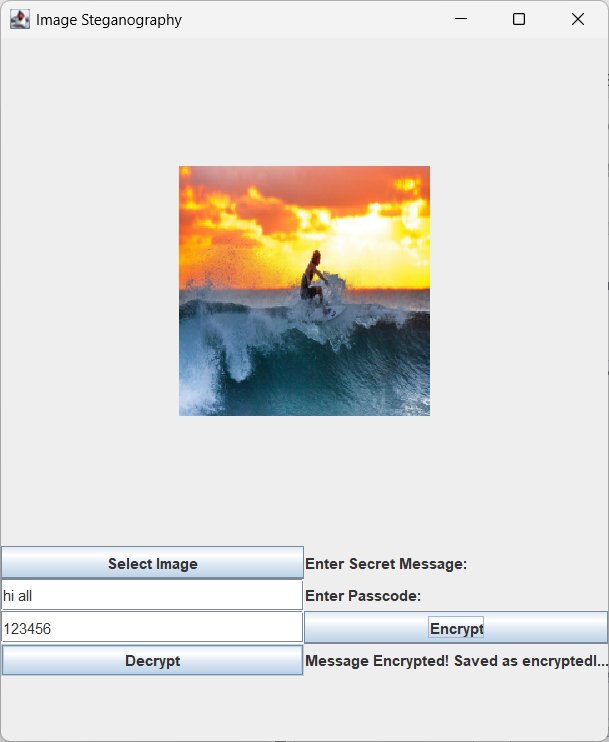 Image Steganography
Select Image
Enter Secret Message:
hi all
Enter Passcode:
123456
Encrypt
Decrypt
Message Encrypted! Saved as encryptedI...